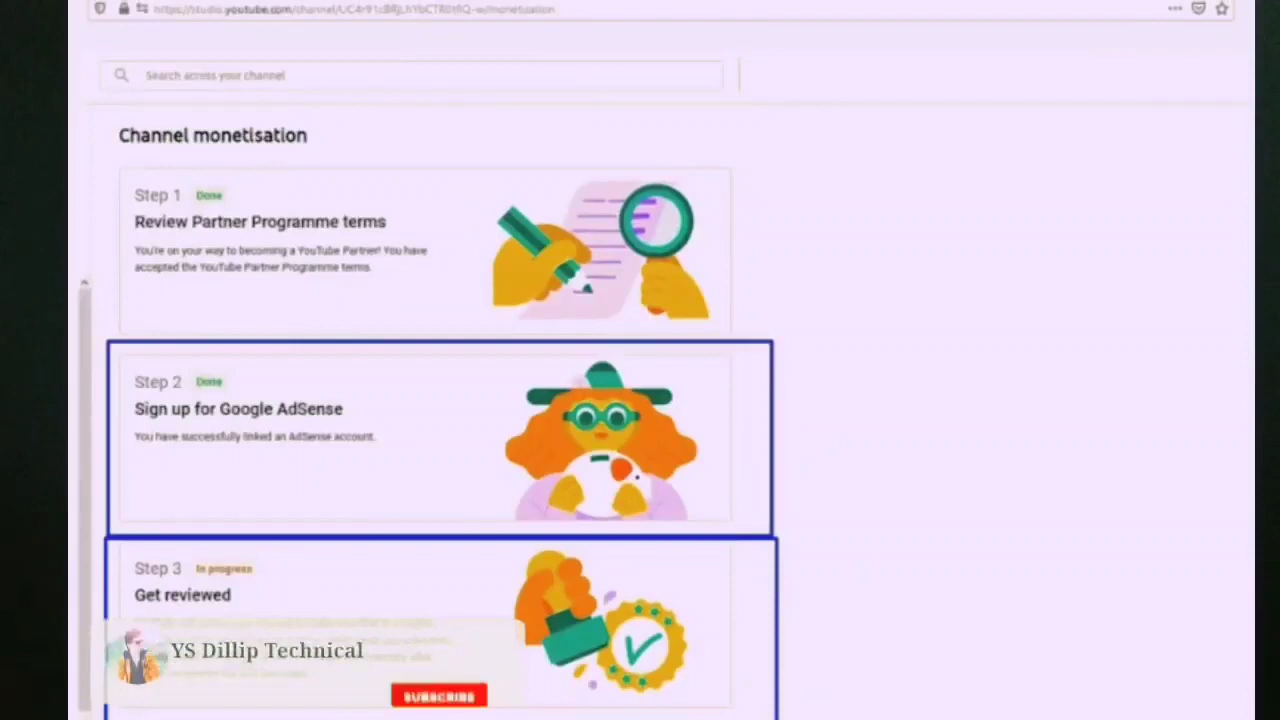 Search across your channel
Channel monetisation
Step 1 Done
Review Partner Programme terms
You're on your way to becoming a YouTube Partner! You have
accepted the YouTube Partner Programme terms.
Step 2 Done
Sign up for Google AdSense
You have successfully linked an AdSense account.
Step 3 In progress
Get reviewed
YS Dillip Technical
SUBSCRIBE